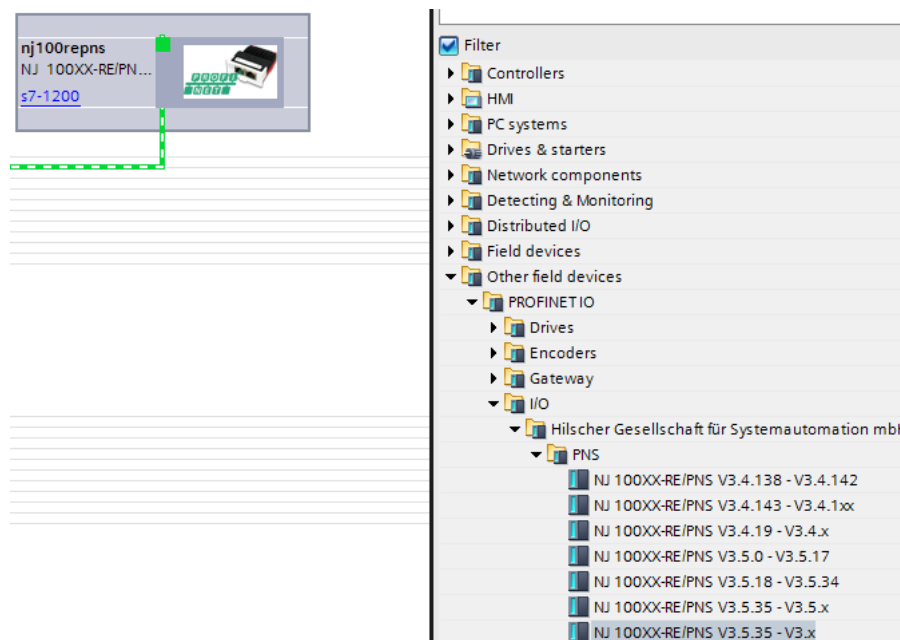 nj100repns
NJ 100XX-RE/PN...
s7-1200
PROFI
NET
Filter
Controllers
HMI
PC systems
Drives & starters
Network components
Detecting & Monitoring
Distributed I/O
Field devices
Other field devices
PROFINET IO
Drives
Encoders
Gateway
I/O
Hilscher Gesellschaft für Systemautomation mbH
PNS
NJ 100XX-RE/PNS V3.4.138 - V3.4.142
NJ 100XX-RE/PNS V3.4.143 - V3.4.1xx
NJ 100XX-RE/PNS V3.4.19 - V3.4.x
NJ 100XX-RE/PNS V3.5.0 - V3.5.17
NJ 100XX-RE/PNS V3.5.18 - V3.5.34
NJ 100XX-RE/PNS V3.5.35 - V3.5.x
NJ 100XX-RE/PNS V3.5.35 - V3.x